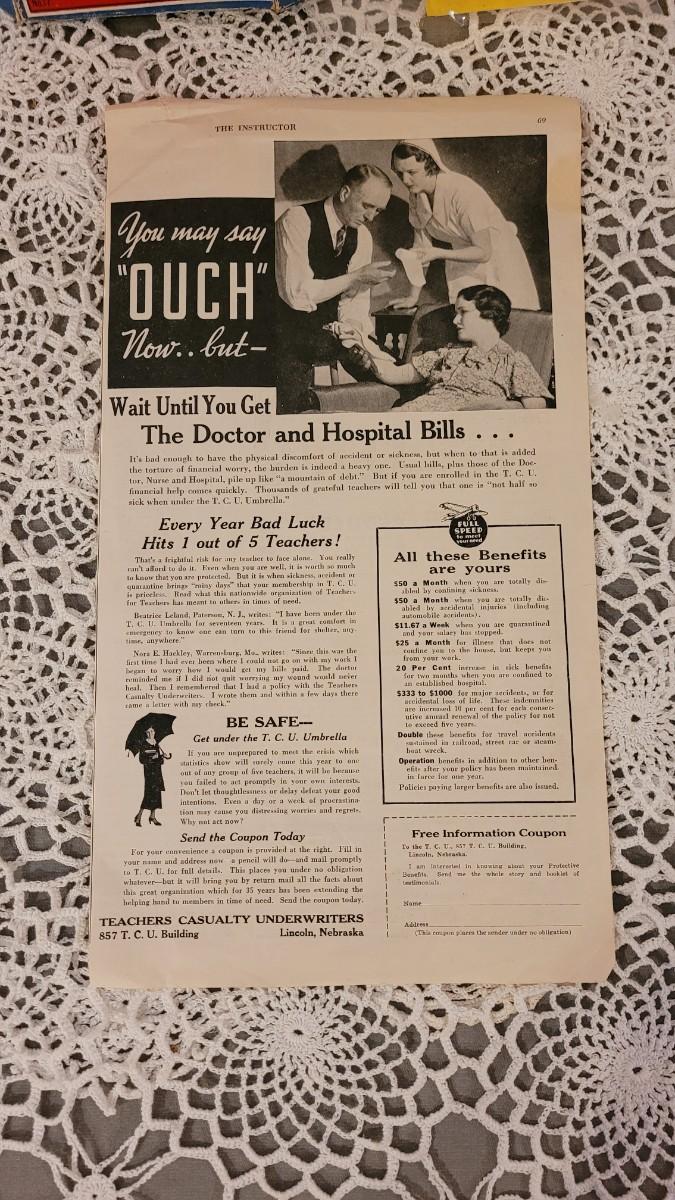 THE INSTRUCTOR
69
You may say
"OUCH"
Now.. but—
Wait Until You Get
The Doctor and Hospital Bills . . .
It's bad enough to have the physical discomfort of accident or sickness, but when to that is added
the torture of financial worry, the burden is indeed a heavy one. Usual bills, plus those of the Doc-
tor, Nurse and Hospital, pile up like "a mountain of debt." But if you are enrolled in the T. C. U.
financial help comes quickly. Thousands of grateful teachers will tell you that one is "not half so
sick when under the T. C. U. Umbrella."
Every Year Bad Luck
Hits 1 out of 5 Teachers!
That's a frightful risk for any teacher to face alone. You really
can't afford to do it. Even when you are well, it is worth so much
to know that you are protected. But it is when sickness, accident or
quarantine brings "rainy days" that your membership in T. C. U.
is priceless. Read what this nationwide organization of Teachers
for Teachers has meant to others in times of need.
Beatrice Leland, Paterson, N. J., writes: "I have been under the
T. C. U. Umbrella for seventeen years. It is a great comfort in
emergency to know one can turn to this friend for shelter, any-
time, anywhere."
Nora E. Hackley, Warrensburg, Mo., writes: "Since this was the
first time I had ever been where I could not go on with my work I
began to worry how I would get my bills paid. The doctor
reminded me if I did not quit worrying my wound would never
heal. Then I remembered that I had a policy with the Teachers
Casualty Underwriters. I wrote them and within a few days there
came a letter with my check."
BE SAFE—
Get under the T. C. U. Umbrella
If you are unprepared to meet the crisis which
statistics show will surely come this year to one
out of any group of five teachers, it will be because
you failed to act promptly in your own interests.
Don't let thoughtlessness or delay defeat your good
intentions. Even a day or a week of procrastina-
tion may cause you distressing worries and regrets.
Why not act now?
Send the Coupon Today
For your convenience a coupon is provided at the right. Fill in
your name and address now—a pencil will do—and mail promptly
to T. C. U. for full details. This places you under no obligation
whatever—but it will bring you by return mail all the facts about
this great organization which for 35 years has been extending the
helping hand to members in time of need. Send the coupon today.
TEACHERS CASUALTY UNDERWRITERS
857 T. C. U. Building Lincoln, Nebraska
FULL
SPEED
to meet
your need
All these Benefits
are yours
$50 a Month when you are totally dis-
abled by confining sickness.
$50 a Month when you are totally dis-
abled by accidental injuries (including
automobile accidents).
$11.67 a Week when you are quarantined
and your salary has stopped.
$25 a Month for illness that does not
confine you to the house, but keeps you
from your work.
20 Per Cent increase in sick benefits
for two months when you are confined to
an established hospital.
$333 to $1000 for major accidents, or for
accidental loss of life. These indemnities
are increased 10 per cent for each consec-
utive annual renewal of the policy for not
to exceed five years.
Double these benefits for travel accidents
sustained in railroad, street car or steam-
boat wreck.
Operation benefits in addition to other ben-
efits after your policy has been maintained
in force for one year.
Policies paying larger benefits are also issued.
Free Information Coupon
To the T. C. U., 857 T. C. U. Building,
Lincoln, Nebraska.
I am interested in knowing about your Protective
Benefits. Send me the whole story and booklet of
testimonials.
Name
Address
(This coupon places the sender under no obligation)